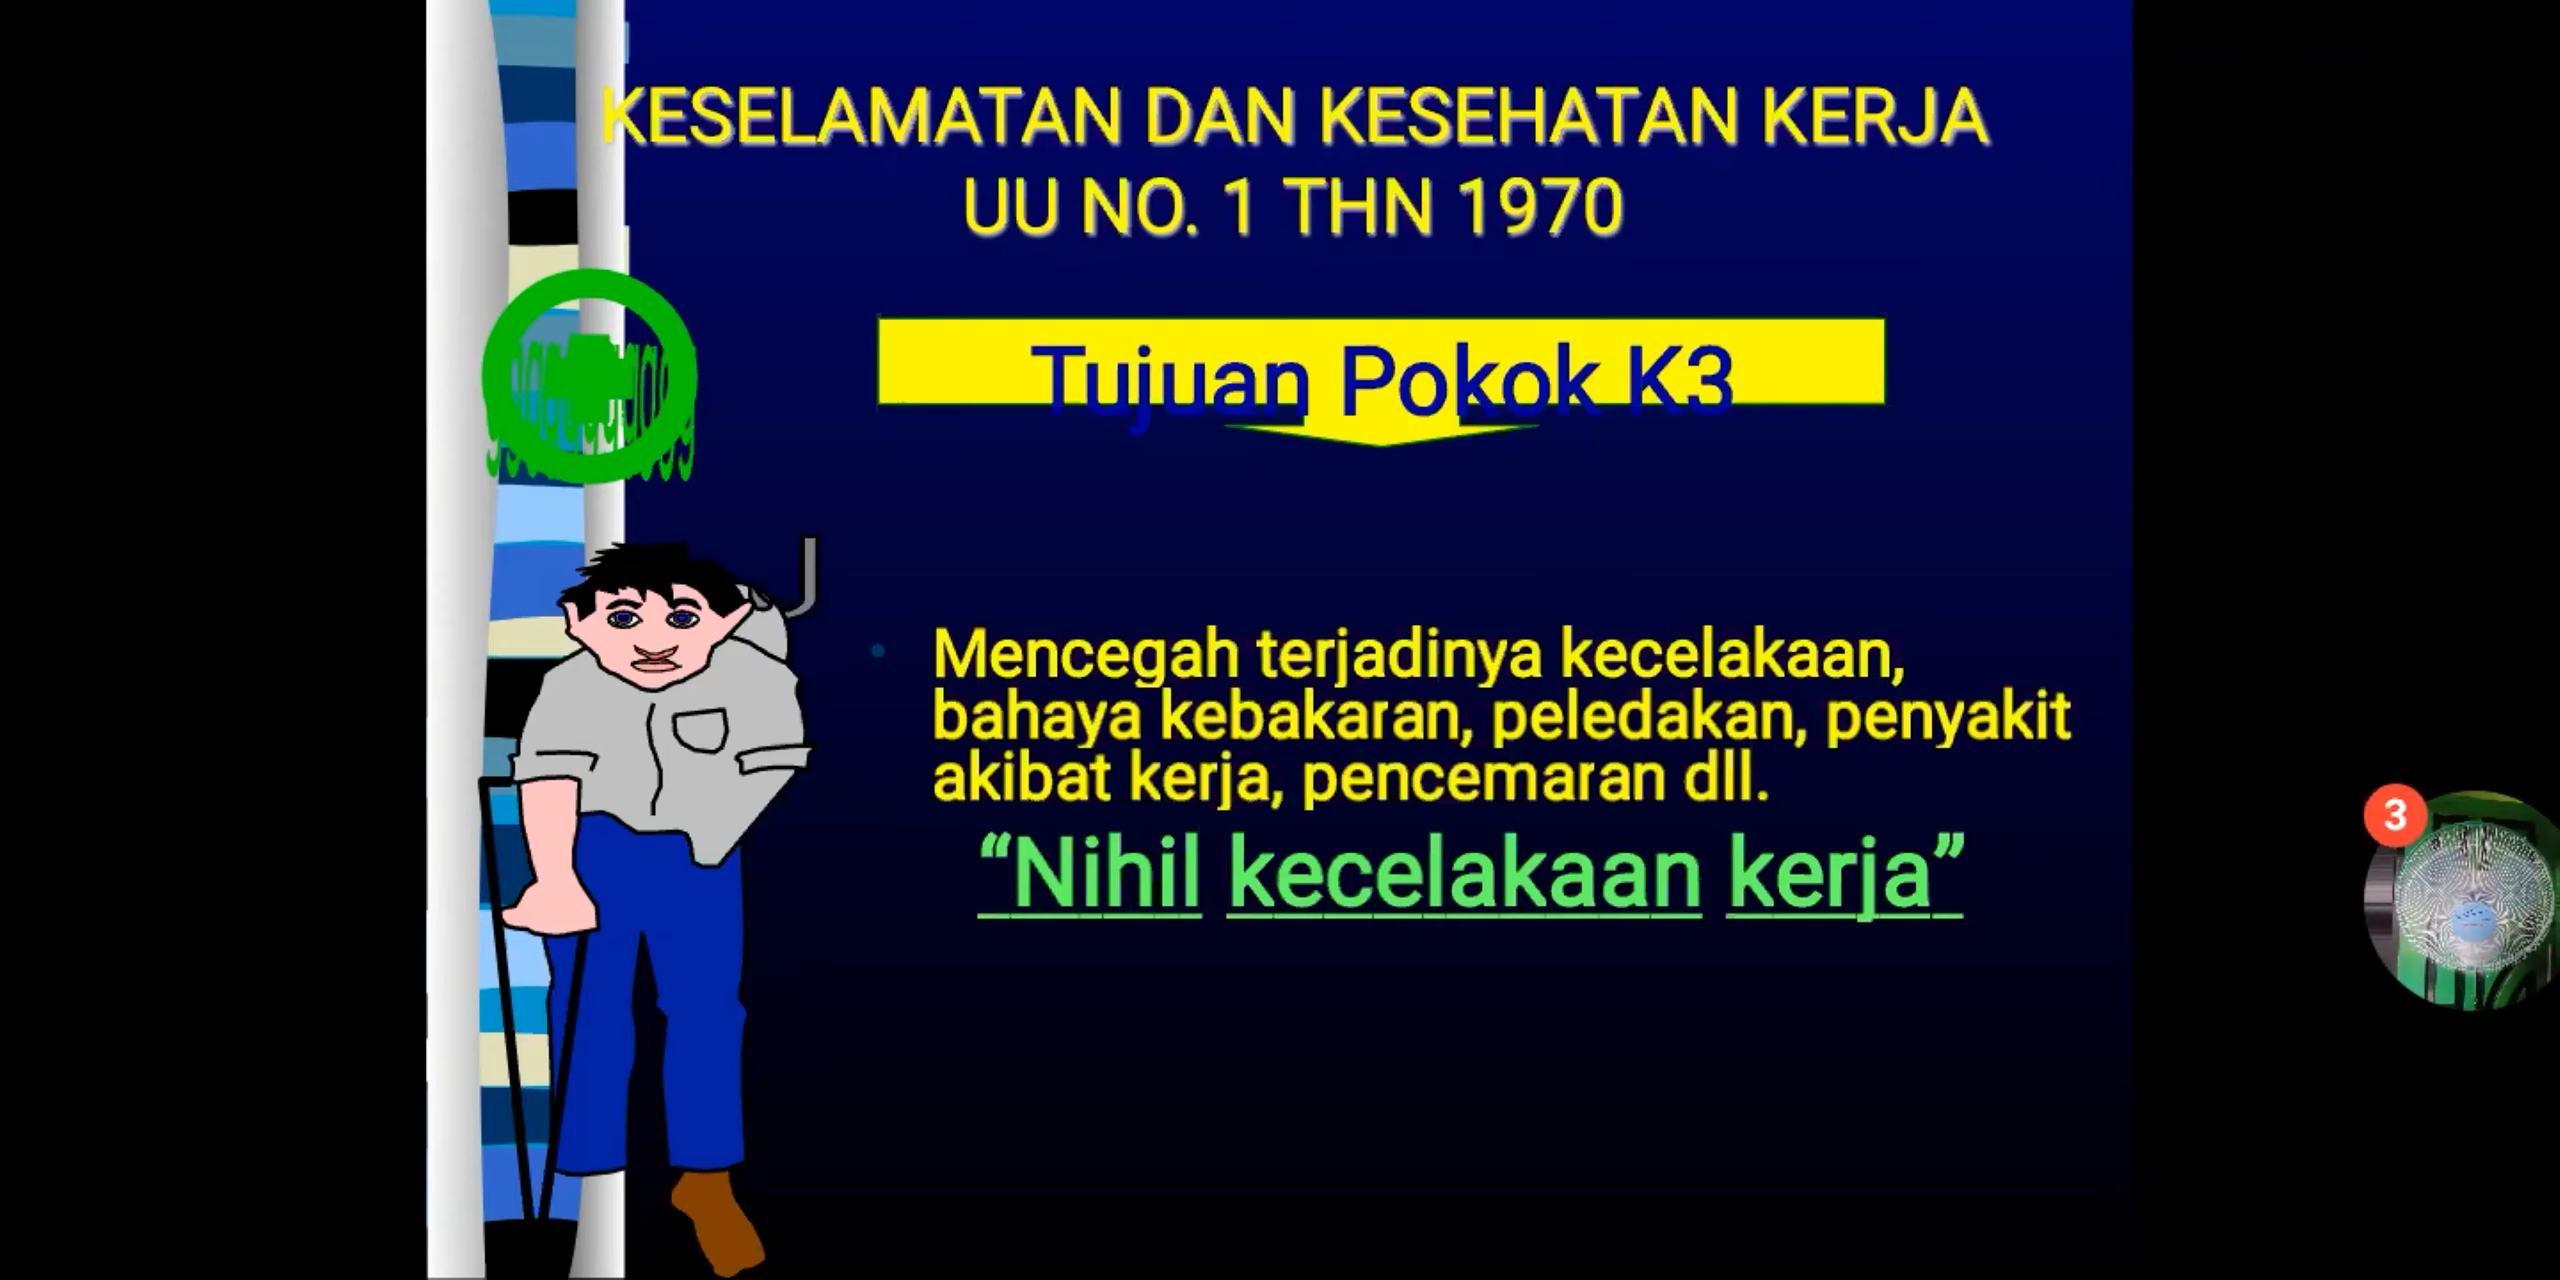 KESELAMATAN DAN KESEHATAN KERJA
UU NO. 1 THN 1970
Tujuan Pokok K3
Mencegah terjadinya kecelakaan,
bahaya kebakaran, peledakan, penyakit
akibat kerja, pencemaran dll.
“Nihil kecelakaan kerja”
3